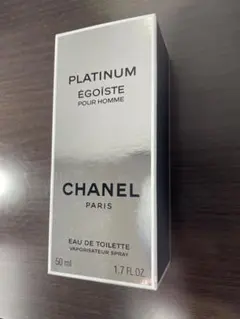 PLATINUM
ÉGOÏSTE
POUR HOMME
CHANEL
PARIS
EAU DE TOILETTE
VAPORISATEUR SPRAY
50 ml 1.7 FL. OZ